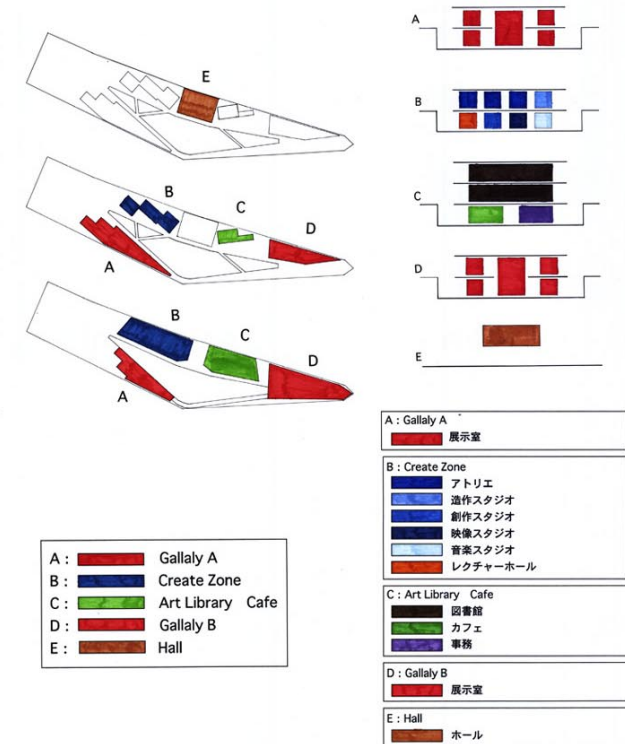 E
B
C
D
A
B
C
D
A
A
B
C
D
E
A : Gallaly A
B : Create Zone
C : Art Library Cafe
D : Gallaly B
E : Hall
A : Gallaly A
展示室
B : Create Zone
アトリエ
造作スタジオ
創作スタジオ
映像スタジオ
音楽スタジオ
レクチャーホール
C : Art Library Cafe
図書館
カフェ
事務
D : Gallaly B
展示室
E : Hall
ホール